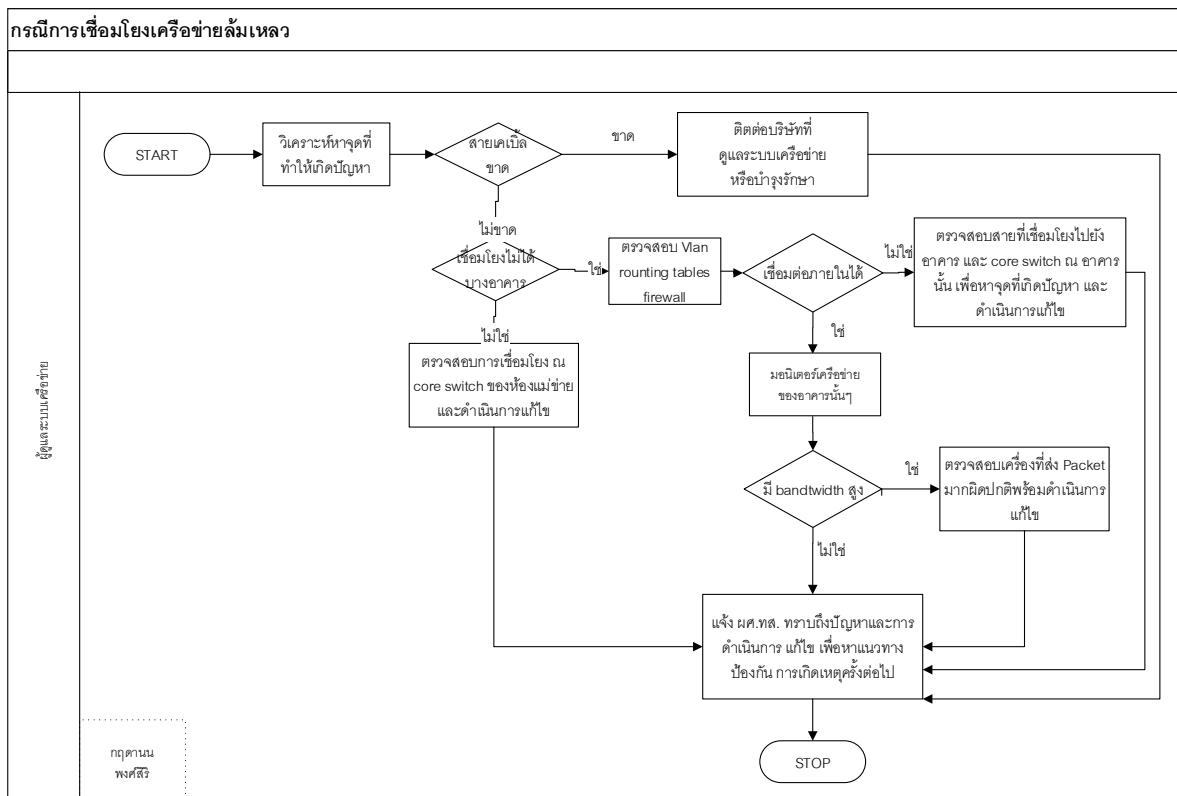 กรณีการเชื่อมโยงเครือข่ายล้มเหลว
START
วิเคราะห์หาจุดที่
ทำให้เกิดปัญหา
สายเคเบิ้ล
ขาด
ขาด
ติตต่อบริษัทที่
ดูแลระบบเครือข่าย
หรือบำรุงรักษา
ไม่ขาด
เชื่อมโยงไม่ได้
บางอาคาร
ใช่
ตรวจสอบ Vlan
rounting tables
firewall
เชื่อมต่อภายในได้
ไม่ใช่
ตรวจสอบสายที่เชื่อมโยงไปยัง
อาคาร และ core switch ณ อาคาร
นั้น เพื่อหาจุดที่เกิดปัญหา และ
ดำเนินการแก้ไข
ไม่ใช่
ตรวจสอบการเชื่อมโยง ณ
core switch ของห้องแม่ข่าย
และดำเนินการแก้ไข
ใช่
มอนิเตอร์เครือข่าย
ของอาคารนั้นๆ
มี bandtwidth สูง
ใช่
ตรวจสอบเครื่องที่ส่ง Packet
มากผิดปกติพร้อมดำเนินการ
แก้ไข
ไม่ใช่
แจ้ง ผศ.ทส. ทราบถึงปัญหาและการ
ดำเนินการ แก้ไข เพื่อหาแนวทาง
ป้องกัน การเกิดเหตุครั้งต่อไป
STOP
ผู้ดูแลระบบเครือข่าย
กฤตานน
พงศ์สิริ